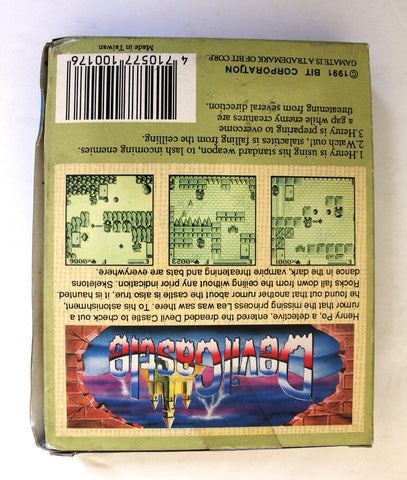 Devil Castle
Henry Po, a detective, entered the dreaded Devil Castle to check out a
rumor that the missing princess Lea was saw there. To his astonishment,
he found out that another rumor about the castle is also true, it is haunted
Rocks fall down from the ceiling without any prior indication. Skeletons
dance in the dark, vampire threatening and bats are everywhere.
1.Henry is using his standard weapon, to lash incoming enemies.
2.Watch, out!, stalactics is falling from the ceilling.
3.Henry is preparing to overcome
a gap while enemy creatures are
threatening from several direction.
4 710577 100176
Made in Taiwan
©1991 BIT CORPORATION
GAMATE IS A TRADEMARK OF BIT CORP.